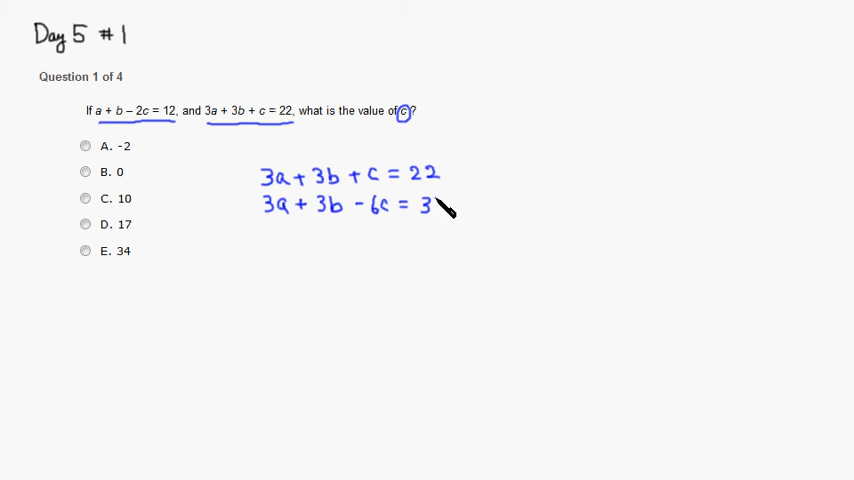 Day 5 # 1
Question 1 of 4
If a + b – 2c = 12, and 3a + 3b + c = 22, what is the value of c?
A. -2
B. 0
C. 10
D. 17
E. 34
3a + 3b + c = 22
3a + 3b - 6c = 3